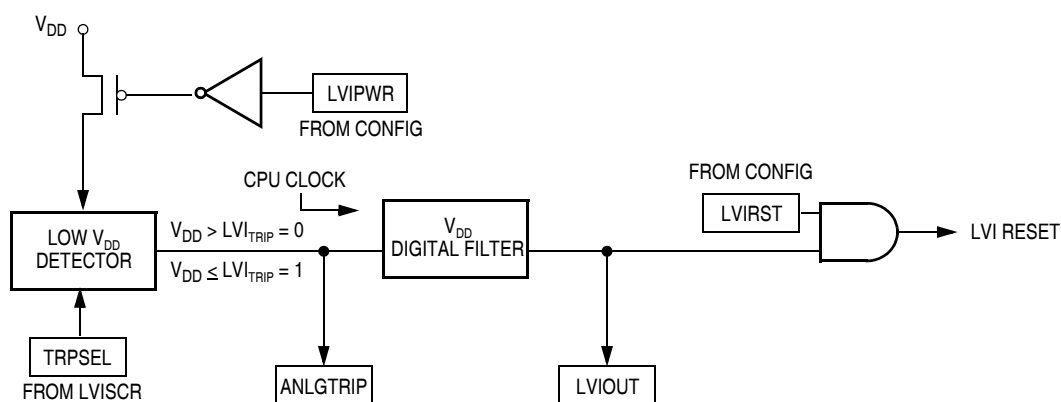 VDD
LVIPWR
FROM CONFIG
FROM CONFIG
CPU CLOCK
LVIRST
LOW VDD
DETECTOR
VDD > LVITRIP = 0
VDD ≤ LVITRIP = 1
VDD
DIGITAL FILTER
LVI RESET
TRPSEL
FROM LVISCR
ANLGTRIP
LVIOUT